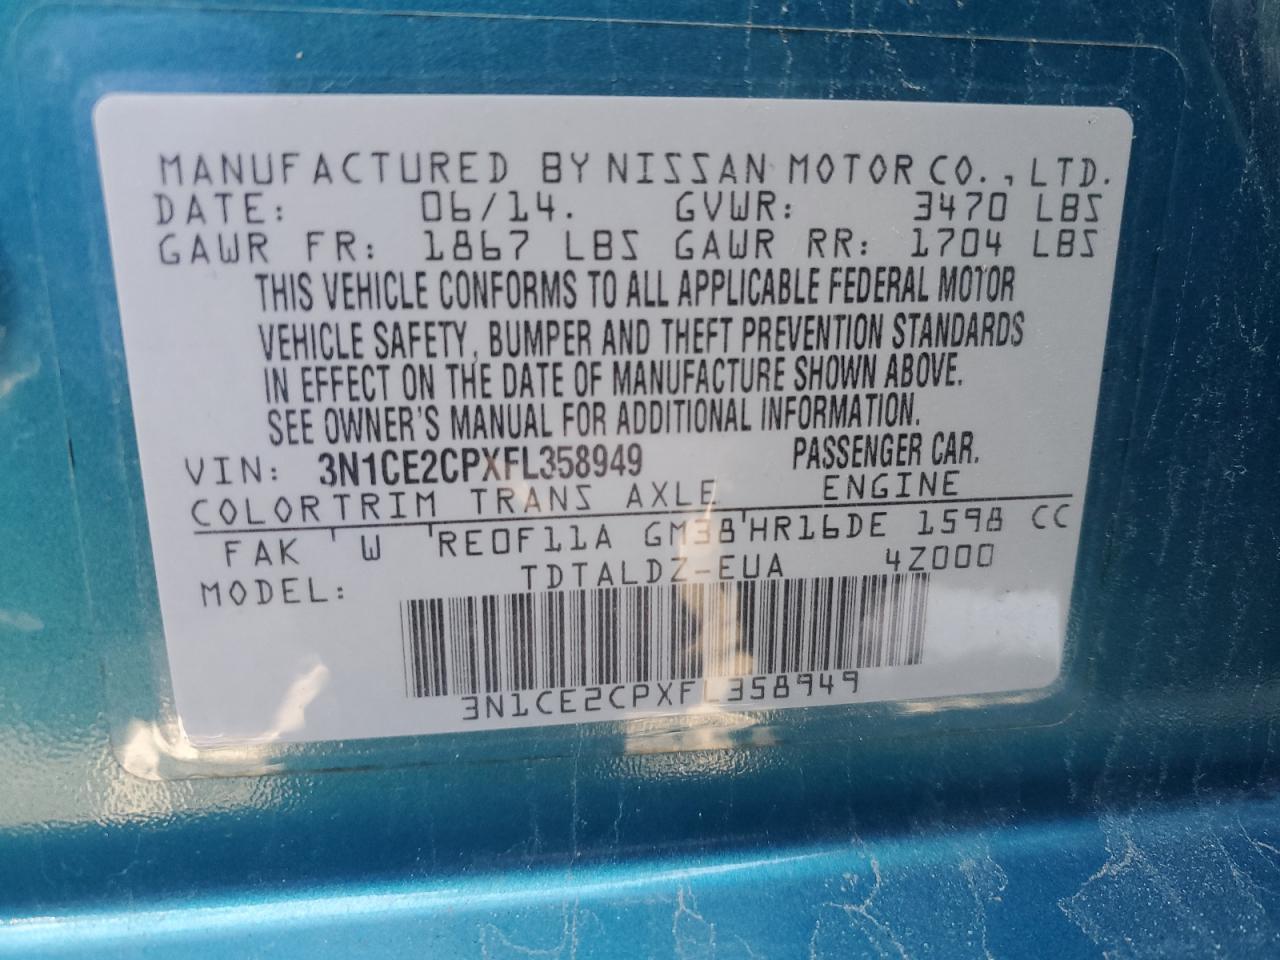 MANUFACTURED BY NISSAN MOTOR CO., LTD.
DATE: 06/14. GVWR: 3470 LBS
GAWR FR: 1867 LBS GAWR RR: 1704 LBS
THIS VEHICLE CONFORMS TO ALL APPLICABLE FEDERAL MOTOR
VEHICLE SAFETY, BUMPER AND THEFT PREVENTION STANDARDS
IN EFFECT ON THE DATE OF MANUFACTURE SHOWN ABOVE.
SEE OWNER'S MANUAL FOR ADDITIONAL INFORMATION.
VIN: 3N1CE2CPXFL358949 PASSENGER CAR.
COLOR TRIM TRANS AXLE ENGINE
FAK ' W ' RE0F11A GM38 ' HR16DE 1598 CC
MODEL: TDTALDZ-EUA 4Z000
3N1CE2CPXFL358949